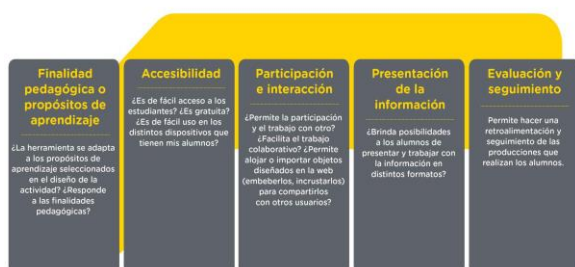 Finalidad
pedagógica o
propósitos de
aprendizaje
¿La herramienta se adapta
a los propósitos de
aprendizaje seleccionados
en el diseño de la
actividad? ¿Responde
a las finalidades
pedagógicas?
Accesibilidad
¿Es de fácil acceso a los
estudiantes? ¿Es gratuita?
¿Es de fácil uso en los
distintos dispositivos que
tienen mis alumnos?
Participación
e interacción
¿Permite la participación
y el trabajo con otro?
¿Facilita el trabajo
colaborativo? ¿Permite
alojar o importar objetos
diseñados en la web
(embeberlos, incrustarlos)
para compartirlos
con otros usuarios?
Presentación
de la
información
¿Brinda posibilidades
a los alumnos de
presentar y trabajar con
la información en
distintos formatos?
Evaluación y
seguimiento
Permite hacer una
retroalimentación y
seguimiento de las
producciones que
realizan los alumnos.